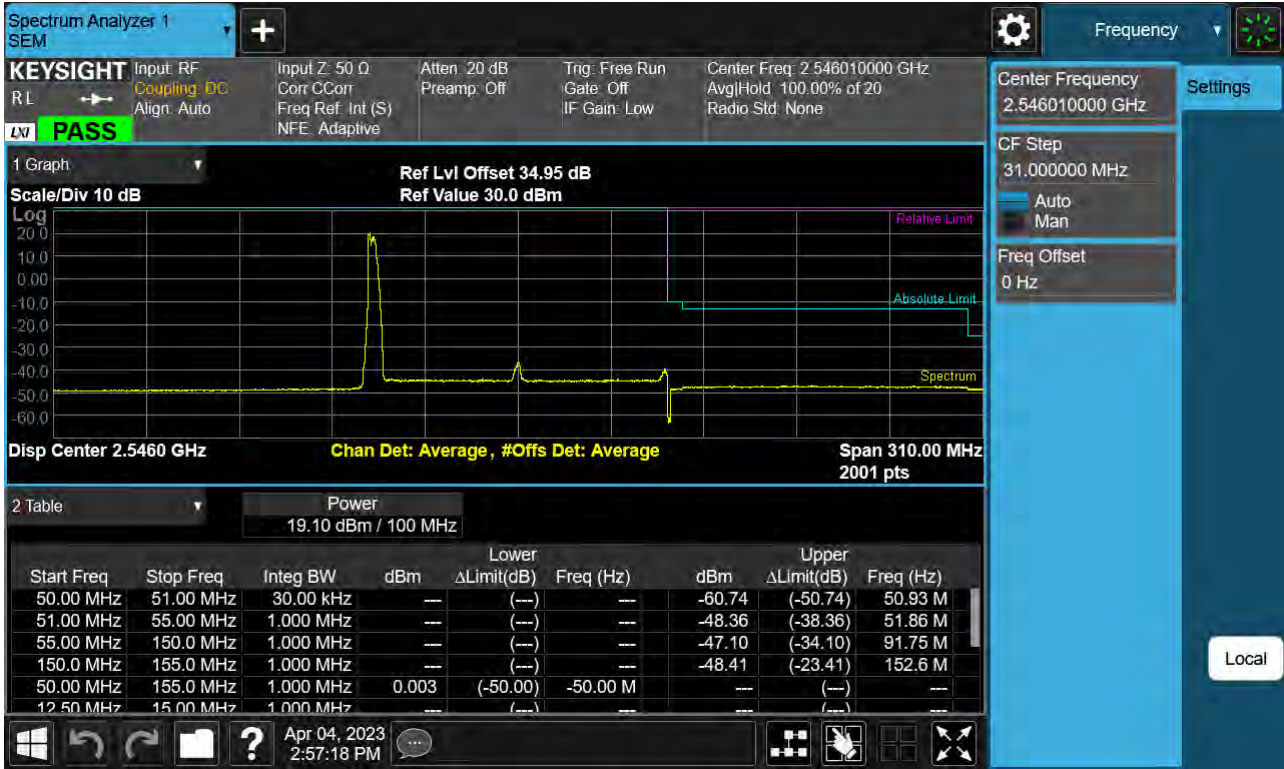 Spectrum Analyzer 1
SEM
Frequency
KEYSIGHT
RL
LXI
PASS
Input: RF
Coupling: DC
Align: Auto
Input Z: 50 Ω
Corr CCorr
Freq Ref: Int (S)
NFE: Adaptive
Atten: 20 dB
Preamp: Off
Trig: Free Run
Gate: Off
IF Gain: Low
Center Freq: 2.546010000 GHz
Avg|Hold: 100.00% of 20
Radio Std: None
Center Frequency
2.546010000 GHz
Settings
CF Step
31.000000 MHz
Auto
Man
Freq Offset
0 Hz
Local
1 Graph
Scale/Div 10 dB
Ref Lvl Offset 34.95 dB
Ref Value 30.0 dBm
Log
20.0
10.0
0.00
-10.0
-20.0
-30.0
-40.0
-50.0
-60.0
Relative Limit
Absolute Limit
Spectrum
Disp Center 2.5460 GHz
Chan Det: Average, #Offs Det: Average
Span 310.00 MHz
2001 pts
2 Table
Power
19.10 dBm / 100 MHz
Lower Upper
Start Freq Stop Freq Integ BW dBm ΔLimit(dB) Freq (Hz) dBm ΔLimit(dB) Freq (Hz)
50.00 MHz 51.00 MHz 30.00 kHz --- (---) --- -60.74 (-50.74) 50.93 M
51.00 MHz 55.00 MHz 1.000 MHz --- (---) --- -48.36 (-38.36) 51.86 M
55.00 MHz 150.0 MHz 1.000 MHz --- (---) --- -47.10 (-34.10) 91.75 M
150.0 MHz 155.0 MHz 1.000 MHz --- (---) --- -48.41 (-23.41) 152.6 M
50.00 MHz 155.0 MHz 1.000 MHz 0.003 (-50.00) -50.00 M --- (---) ---
12.50 MHz 15.00 MHz 1.000 MHz --- (---) --- --- (---) ---
Apr 04, 2023
2:57:18 PM